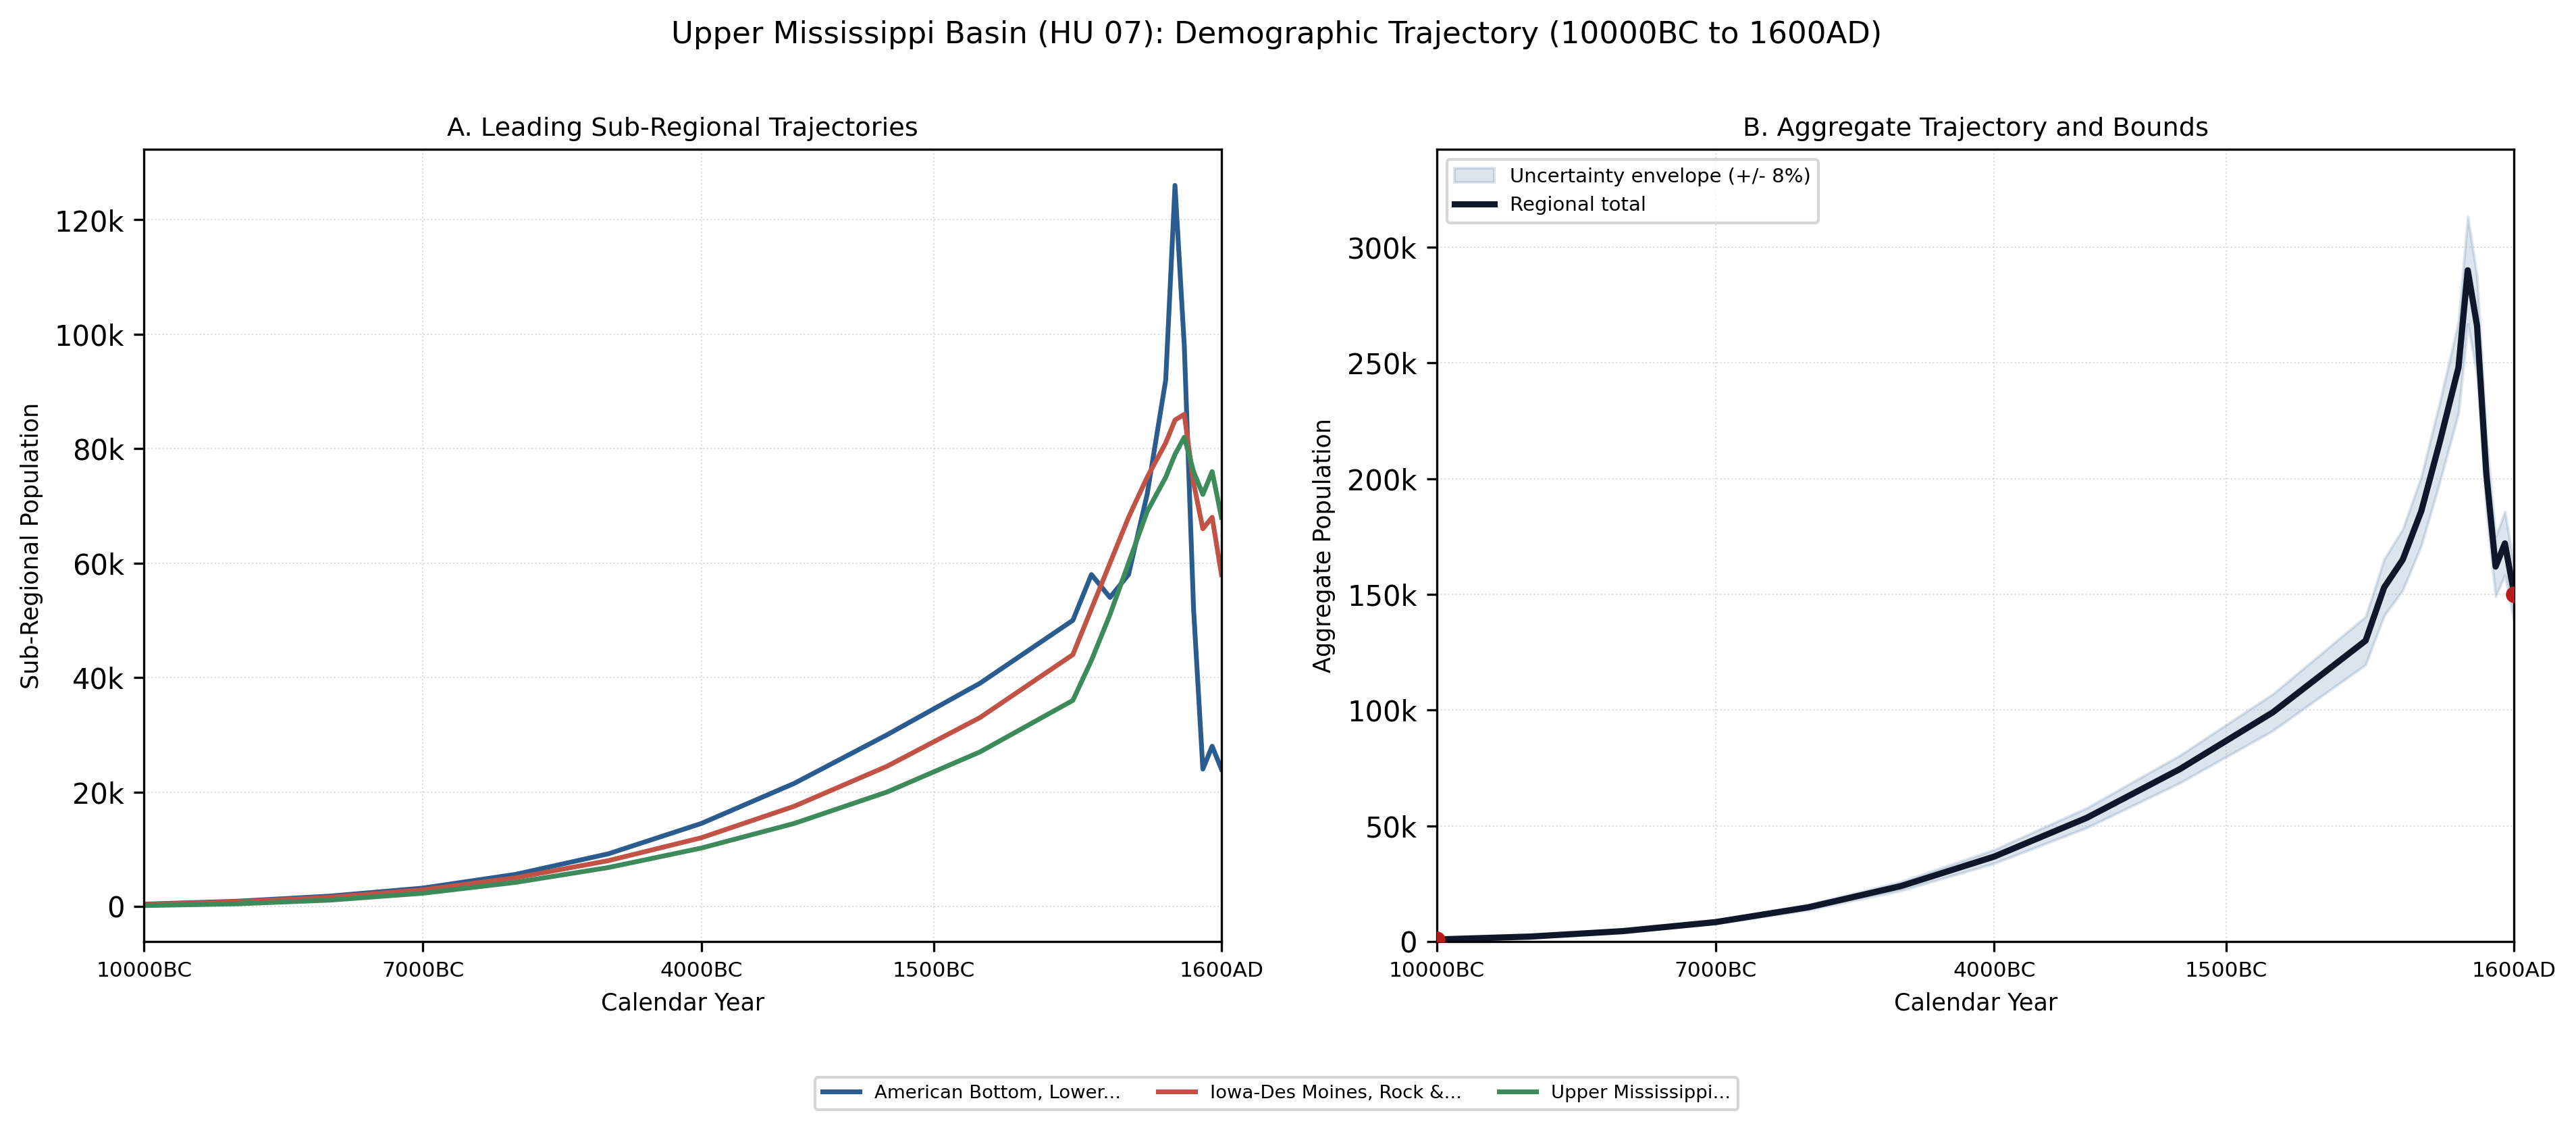 Upper Mississippi Basin (HU 07): Demographic Trajectory (10000BC to 1600AD)
A. Leading Sub-Regional Trajectories
Sub-Regional Population
120k
100k
80k
60k
40k
20k
0
10000BC
7000BC
4000BC
1500BC
1600AD
Calendar Year
B. Aggregate Trajectory and Bounds
Uncertainty envelope (+/- 8%)
Regional total
Aggregate Population
300k
250k
200k
150k
100k
50k
0
10000BC
7000BC
4000BC
1500BC
1600AD
Calendar Year
American Bottom, Lower...
Iowa-Des Moines, Rock &...
Upper Mississippi...